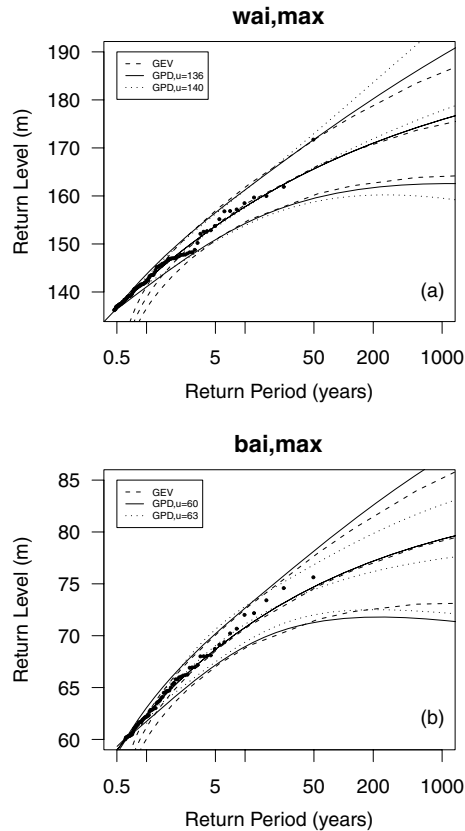 wai,max
Return Level (m)
190
180
170
160
150
140
GEV
GPD,u=136
GPD,u=140
(a)
0.5 5 50 200 1000
Return Period (years)
bai,max
Return Level (m)
85
80
75
70
65
60
GEV
GPD,u=60
GPD,u=63
(b)
0.5 5 50 200 1000
Return Period (years)